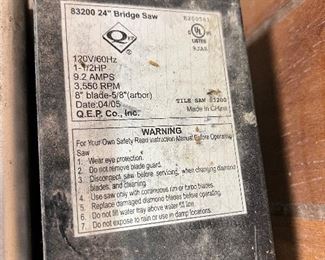 83200 24" Bridge Saw
Q.E.P.
UL
LISTED
9JA8
120V/60Hz
1-1/2HP
9.2 AMPS
3,550 RPM
8" blade-5/8"(arbor)
Date:04/05
Q.E.P. Co., Inc.
TILE SAW 83200
Made in China
WARNING
For Your Own Safety Read Instruction Manual Before Operating
Saw
1. Wear eye protection.
2. Do not remove blade guard.
3. Disconnect saw before servicing, when changing diamond
blades, and cleaning.
4. Use saw only with continuous rim or turbo blades.
5. Replace damaged diamond blades before operating.
6. Do not fill water tray above water fill line.
7. Do not expose to rain or use in damp locations.